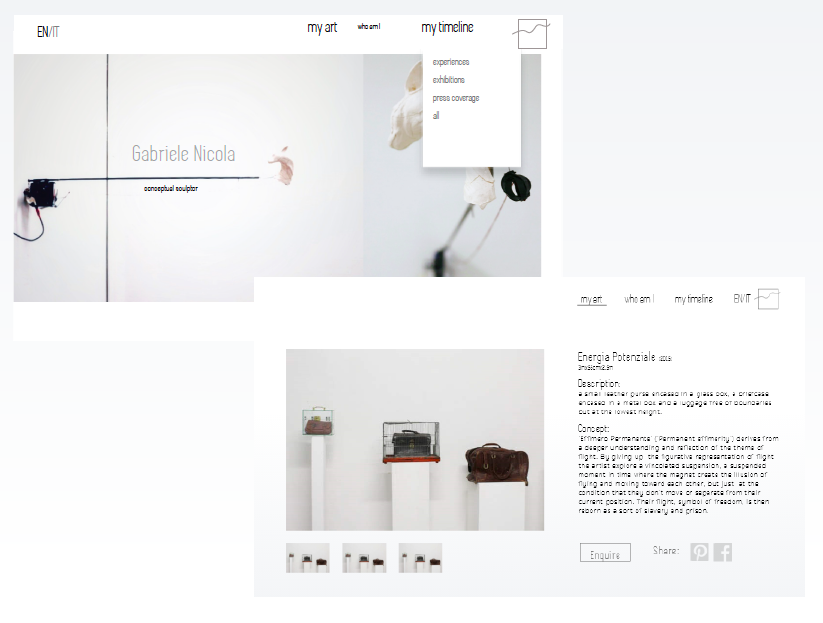 EN/IT
my art
who am I
my timeline
experiences
exhibitions
press coverage
all
Gabriele Nicola
conceptual sculptor
my art
who am I
my timeline
EN/IT
Energia Potenziale (2015)
Description:
a small leather purse encased in a glass box, a briefcase
encased in a metal box and a luggage free of boundaries
but at the lowest height.
Concept:
"Effimero Permanente" ("Permanent effimerity") derives from
a deeper understanding and reflection of the theme of
flight. By giving up the figurative representation of flight
the artist explore a vincolated suspension, a suspended
moment in time where the magnet create the illusion of
flying and moving toward each other, but just at the
condition that they don't move or separate from their
current position. Their flight, symbol of freedom, is then
reborn as a sort of slavery and prison.
Enquire
Share: